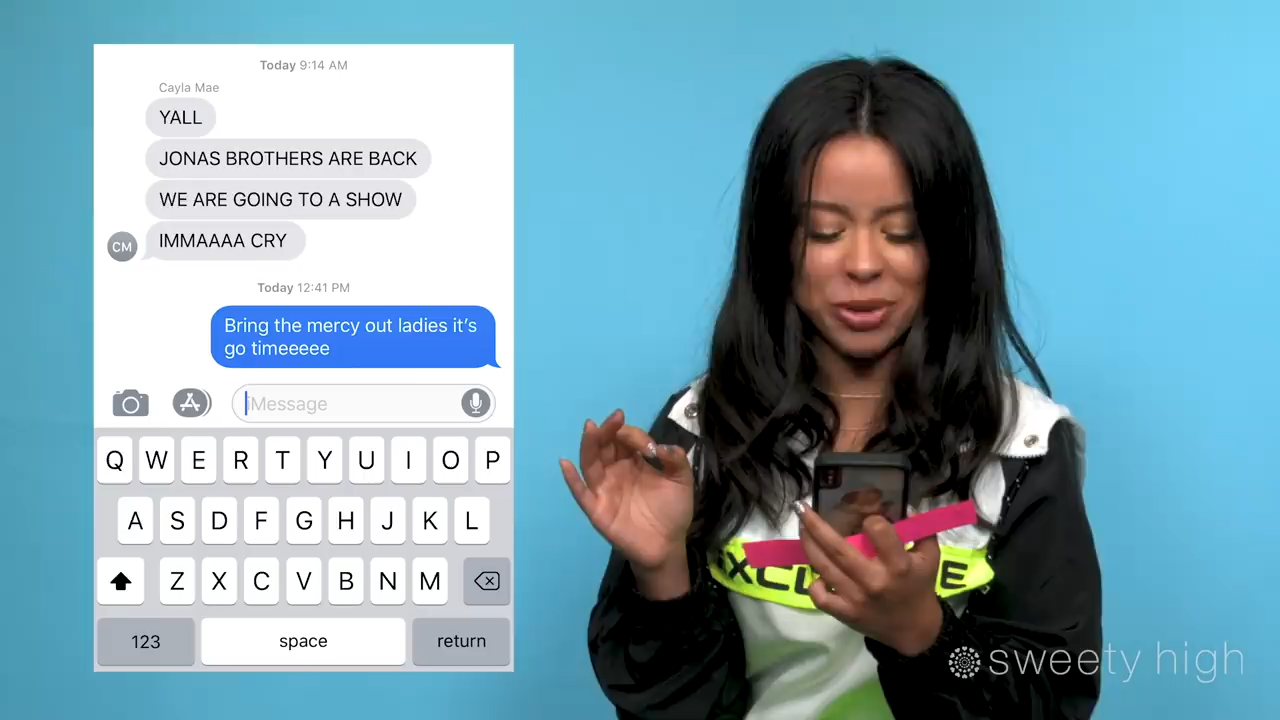 Today 9:14 AM
Cayla Mae
YALL
JONAS BROTHERS ARE BACK
WE ARE GOING TO A SHOW
IMMAAAA CRY
CM
Today 12:41 PM
Bring the mercy out ladies it's
go timeeeee
iMessage
Q W E R T Y U I O P
A S D F G H J K L
Z X C V B N M
123 space return
sweety high